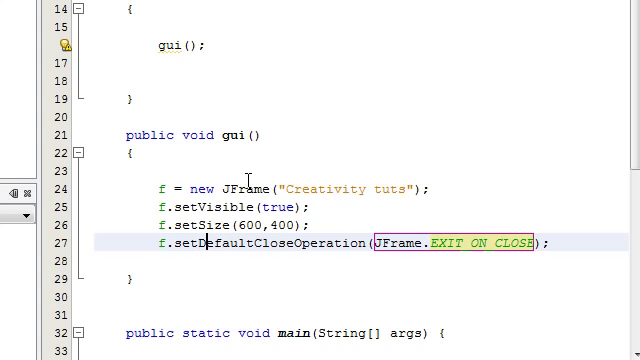 14 {
15
gui();
17
18
19 }
20
21 public void gui()
22 {
23
24 f = new JFrame("Creativity tuts");
25 f.setVisible(true);
26 f.setSize(600,400);
27 f.setDefaultCloseOperation(JFrame.EXIT_ON_CLOSE);
28
29 }
31
32 public static void main(String[] args) {
33